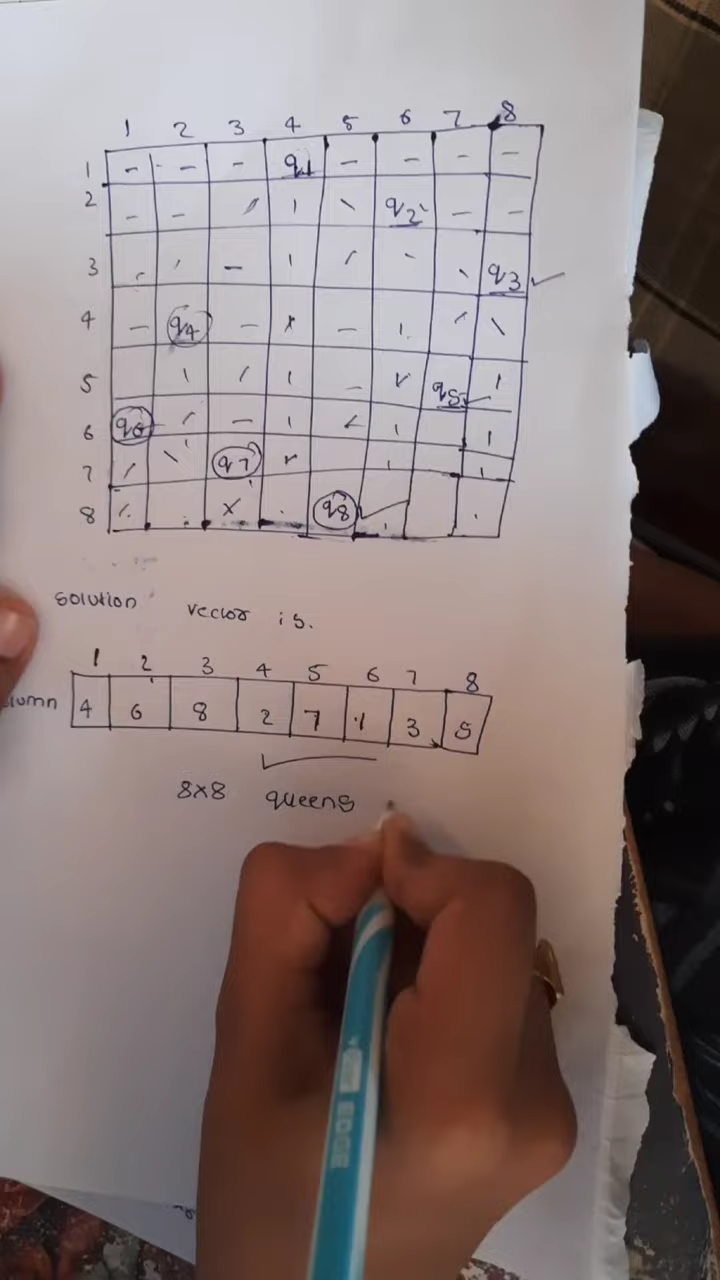 1 2 3 4 5 6 7 8
1 q1
2 q2
3 q3
4 q4
5 q5
6 q6
7 q7
8 q8
solution vector is.
1 2 3 4 5 6 7 8
lumn 4 6 8 2 7 1 3 5
8x8 queens
EDGE